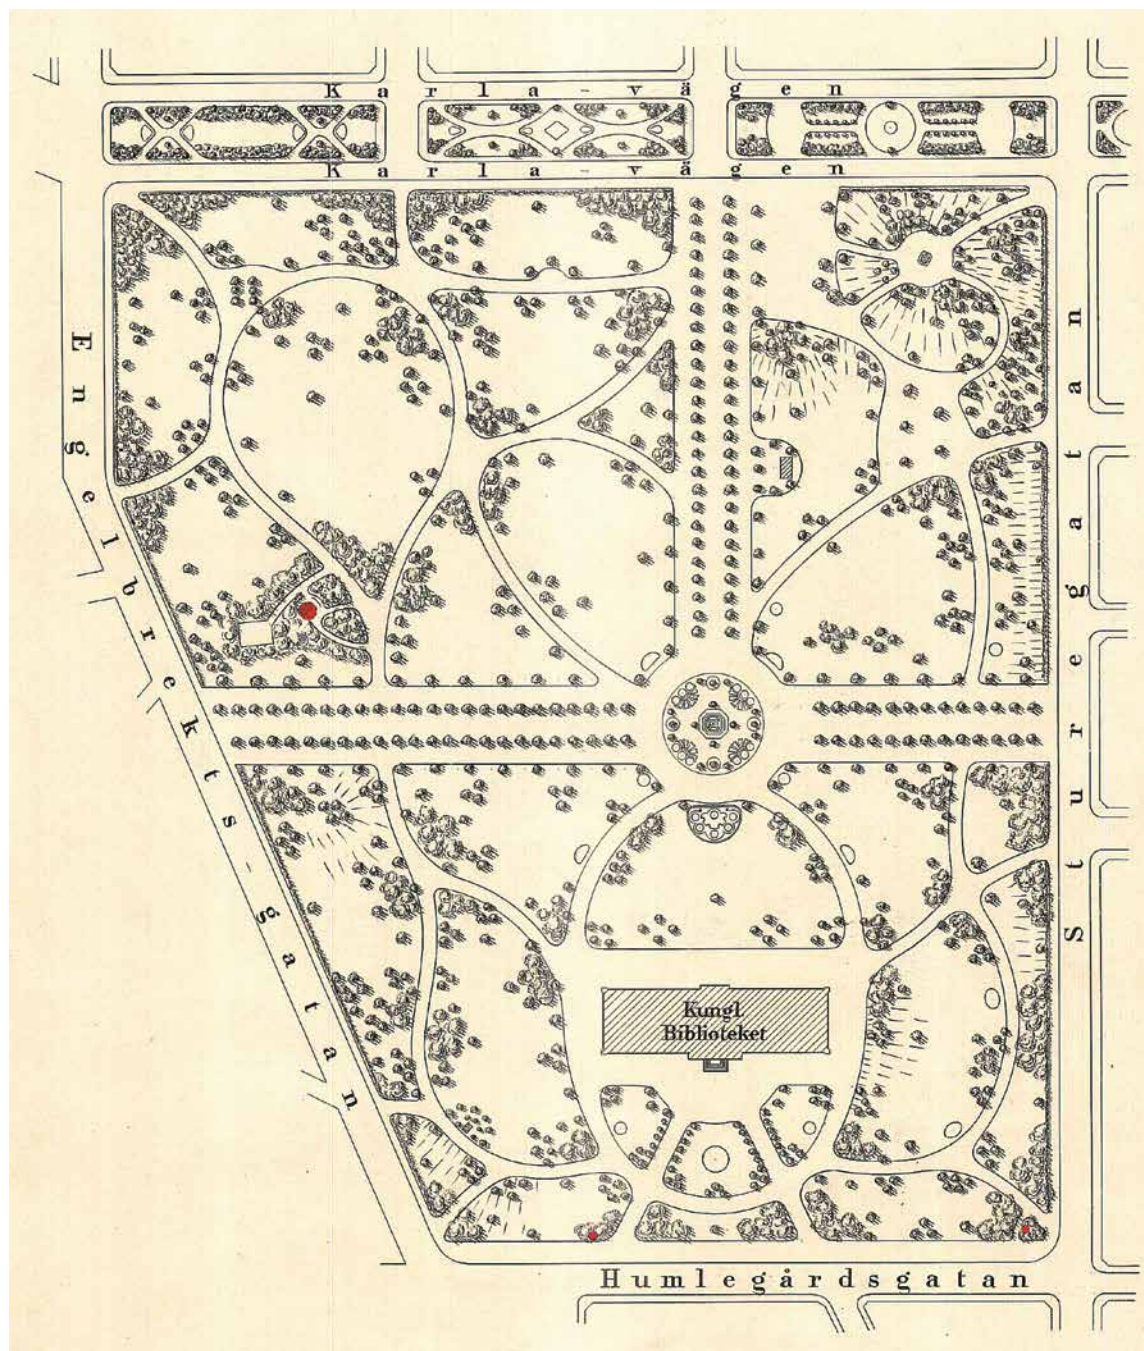 Karla-vägen
Karla-vägen
Engelbrektsgatan
Sturegatan
Kungl.
Biblioteket
Humlegårdsgatan